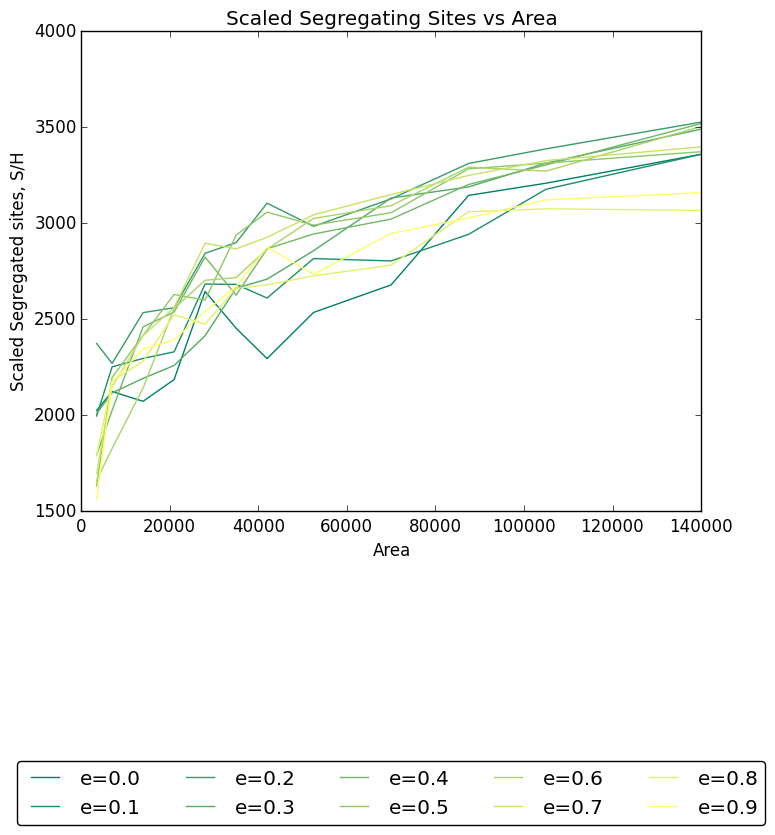 Scaled Segregating Sites vs Area
4000
3500
3000
2500
2000
1500
Scaled Segregated sites, S/H
0 20000 40000 60000 80000 100000 120000 140000
Area
e=0.0 e=0.2 e=0.4 e=0.6 e=0.8
e=0.1 e=0.3 e=0.5 e=0.7 e=0.9